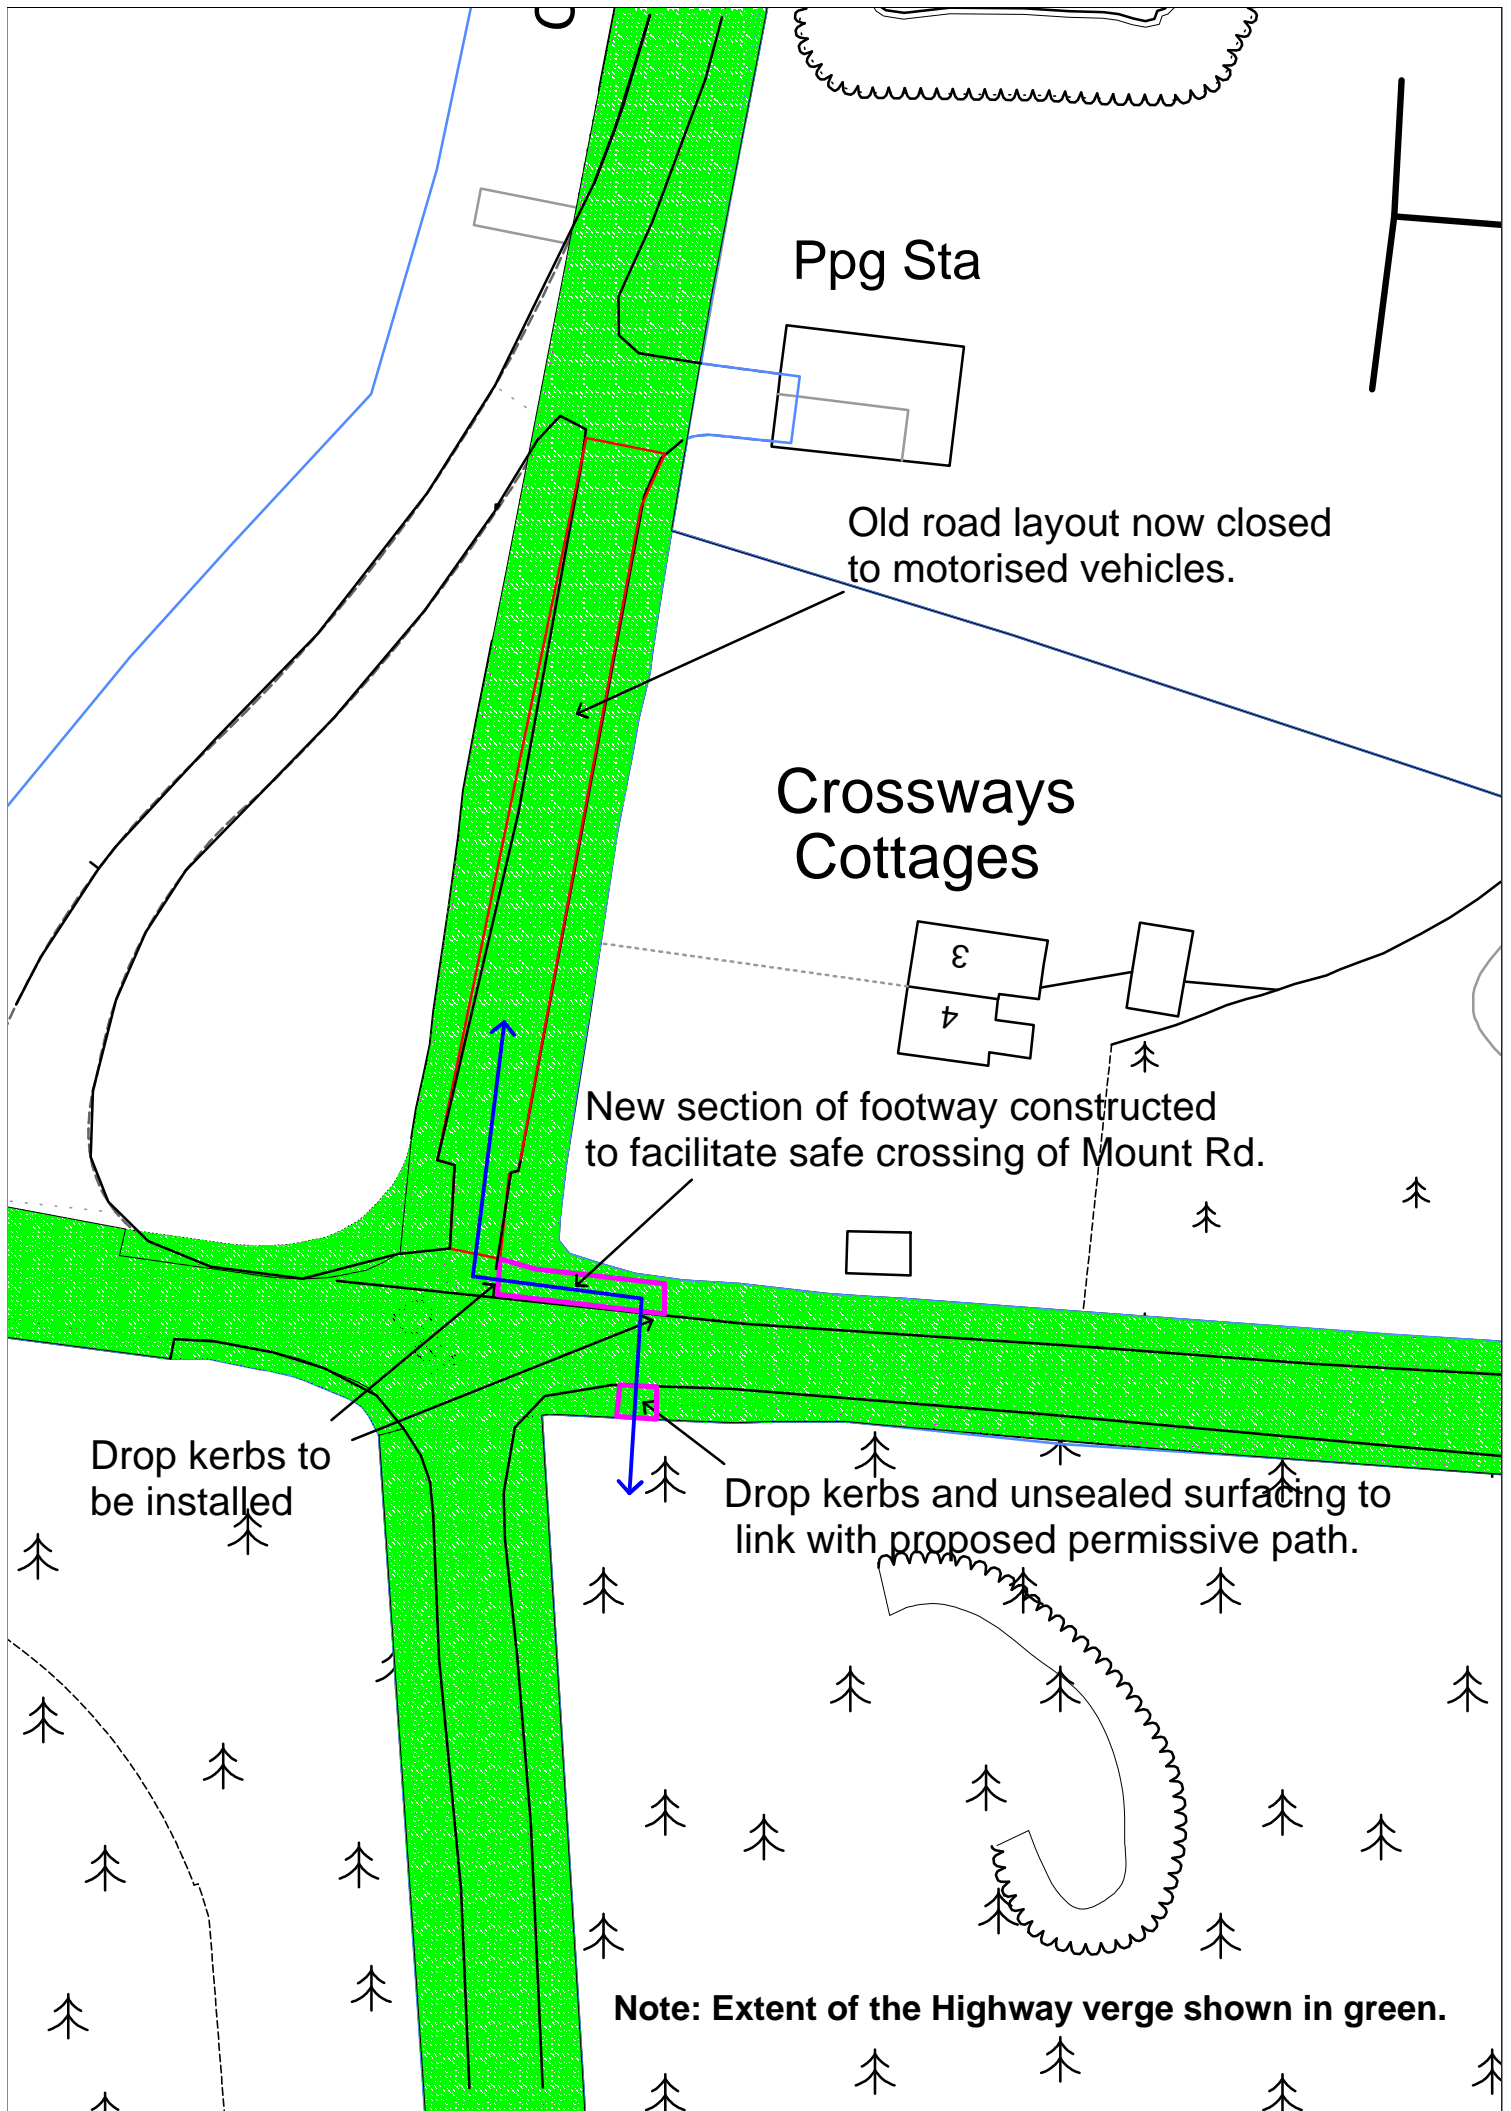 Ppg Sta
Old road layout now closed
to motorised vehicles.
Crossways
Cottages
3
4
New section of footway constructed
to facilitate safe crossing of Mount Rd.
Drop kerbs to
be installed
Drop kerbs and unsealed surfacing to
link with proposed permissive path.
Note: Extent of the Highway verge shown in green.